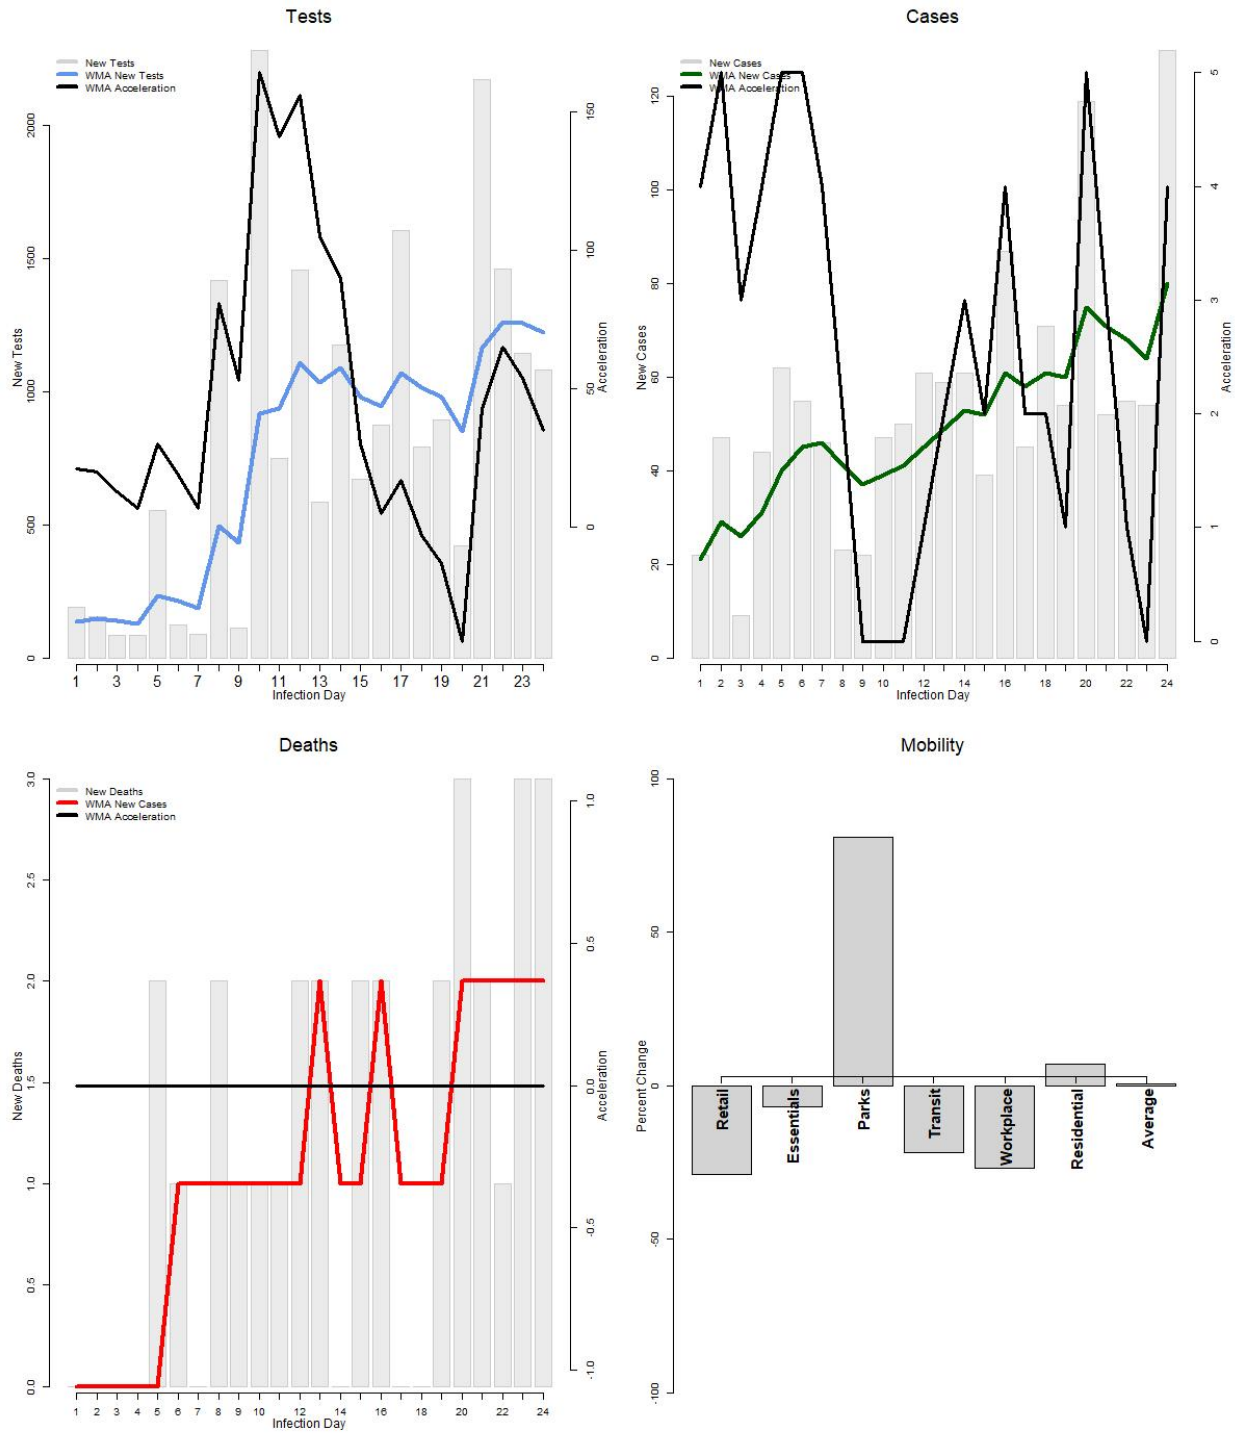 Tests
New Tests
WMA New Tests
WMA Acceleration
New Tests
0
500
1000
1500
2000
Acceleration
0
50
100
150
1 3 5 7 9 11 13 15 17 19 21 23
Infection Day
Cases
New Cases
WMA New Cases
WMA Acceleration
New Cases
0
20
40
60
80
100
120
Acceleration
0
1
2
3
4
5
1 2 3 4 5 6 7 8 9 10 12 14 16 18 20 22 24
Infection Day
Deaths
New Deaths
WMA New Cases
WMA Acceleration
New Deaths
0.0
0.5
1.0
1.5
2.0
2.5
3.0
Acceleration
-1.0
-0.5
0.0
0.5
1.0
1 2 3 4 5 6 7 8 9 10 12 14 16 18 20 22 24
Infection Day
Mobility
Percent Change
-100
-50
0
50
100
Retail
Essentials
Parks
Transit
Workplace
Residential
Average